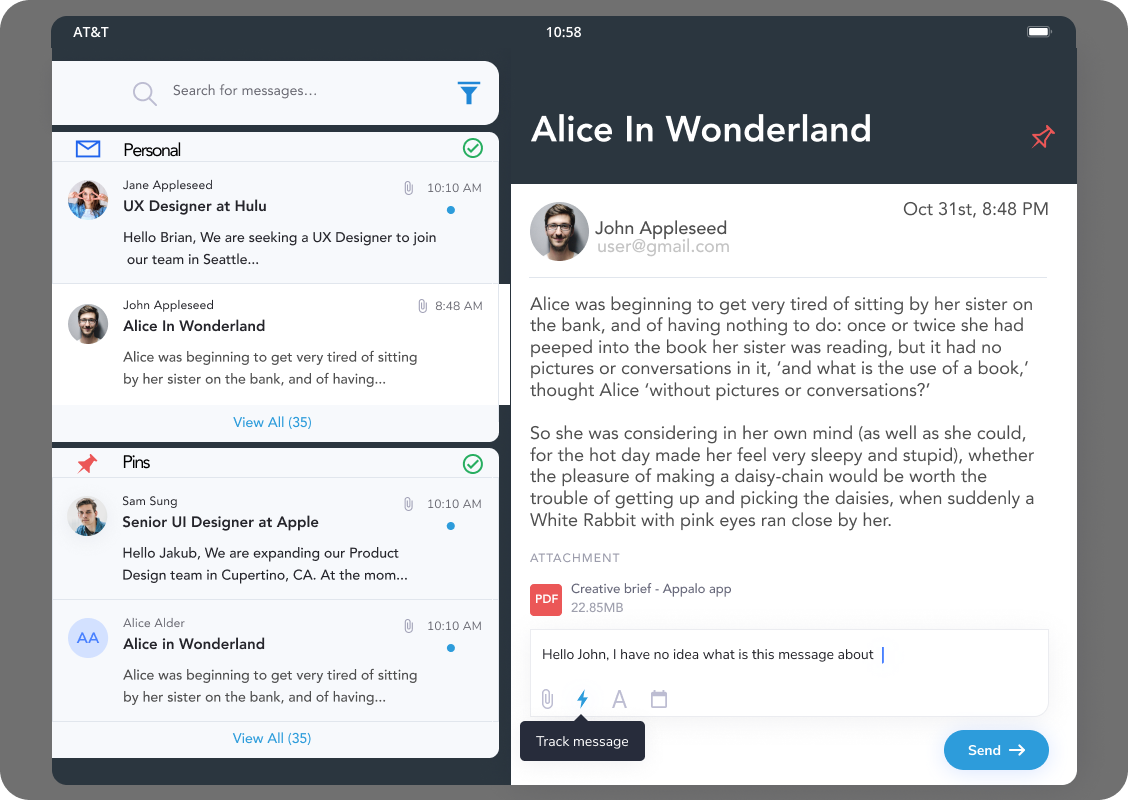 AT&T
10:58
Search for messages...
Personal
Jane Appleseed
10:10 AM
UX Designer at Hulu
Hello Brian, We are seeking a UX Designer to join
our team in Seattle...
John Appleseed
8:48 AM
Alice In Wonderland
Alice was beginning to get very tired of sitting
by her sister on the bank, and of having...
View All (35)
Pins
Sam Sung
10:10 AM
Senior UI Designer at Apple
Hello Jakub, We are expanding our Product
Design team in Cupertino, CA. At the mom...
AA
Alice Alder
10:10 AM
Alice in Wonderland
Alice was beginning to get very tired of sitting
by her sister on the bank, and of having...
View All (35)
Alice In Wonderland
Oct 31st, 8:48 PM
John Appleseed
user@gmail.com
Alice was beginning to get very tired of sitting by her sister on
the bank, and of having nothing to do: once or twice she had
peeped into the book her sister was reading, but it had no
pictures or conversations in it, ‘and what is the use of a book,’
thought Alice ‘without pictures or conversations?’
So she was considering in her own mind (as well as she could,
for the hot day made her feel very sleepy and stupid), whether
the pleasure of making a daisy-chain would be worth the
trouble of getting up and picking the daisies, when suddenly a
White Rabbit with pink eyes ran close by her.
ATTACHMENT
PDF
Creative brief - Appalo app
22.85MB
Hello John, I have no idea what is this message about
A
Track message
Send